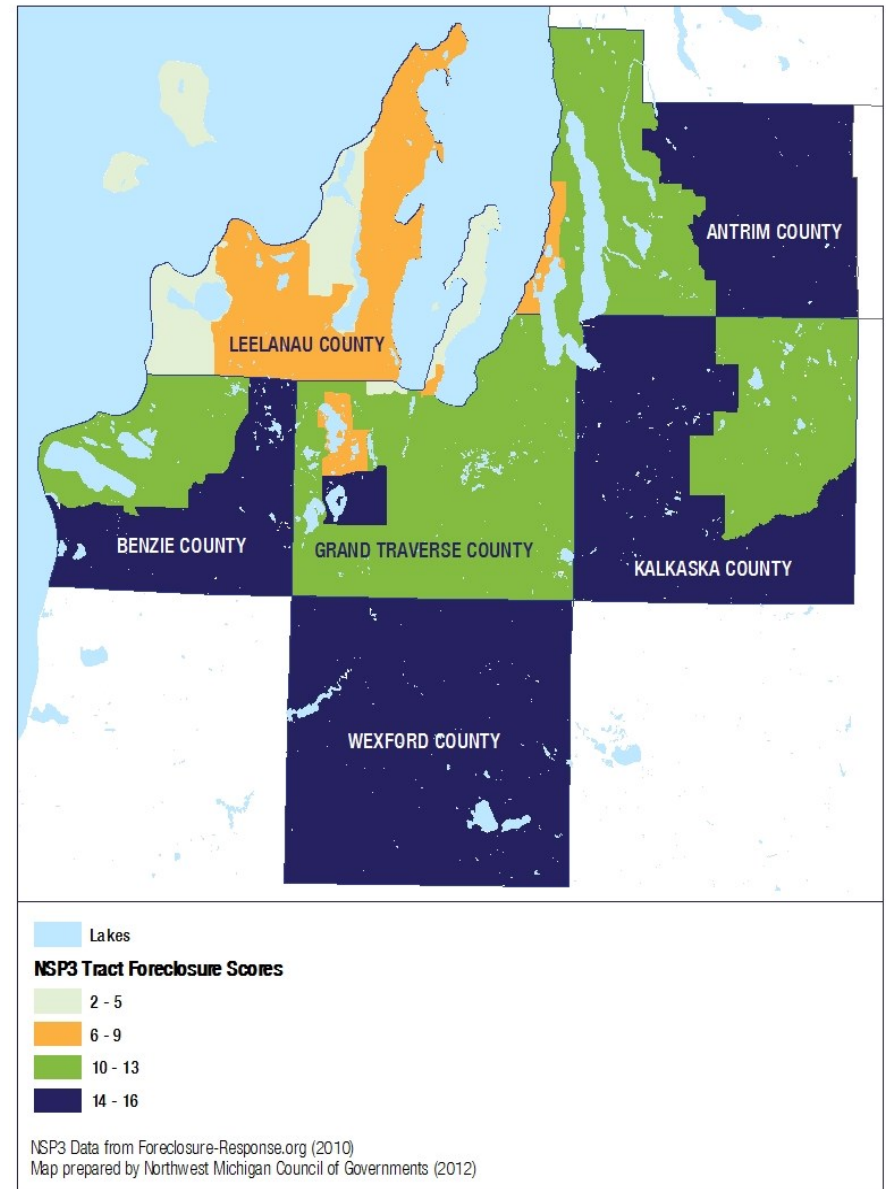 ANTRIM COUNTY
LEELANAU COUNTY
BENZIE COUNTY
GRAND TRAVERSE COUNTY
KALKASKA COUNTY
WEXFORD COUNTY
Lakes
NSP3 Tract Foreclosure Scores
2 - 5
6 - 9
10 - 13
14 - 16
NSP3 Data from Foreclosure-Response.org (2010)
Map prepared by Northwest Michigan Council of Governments (2012)